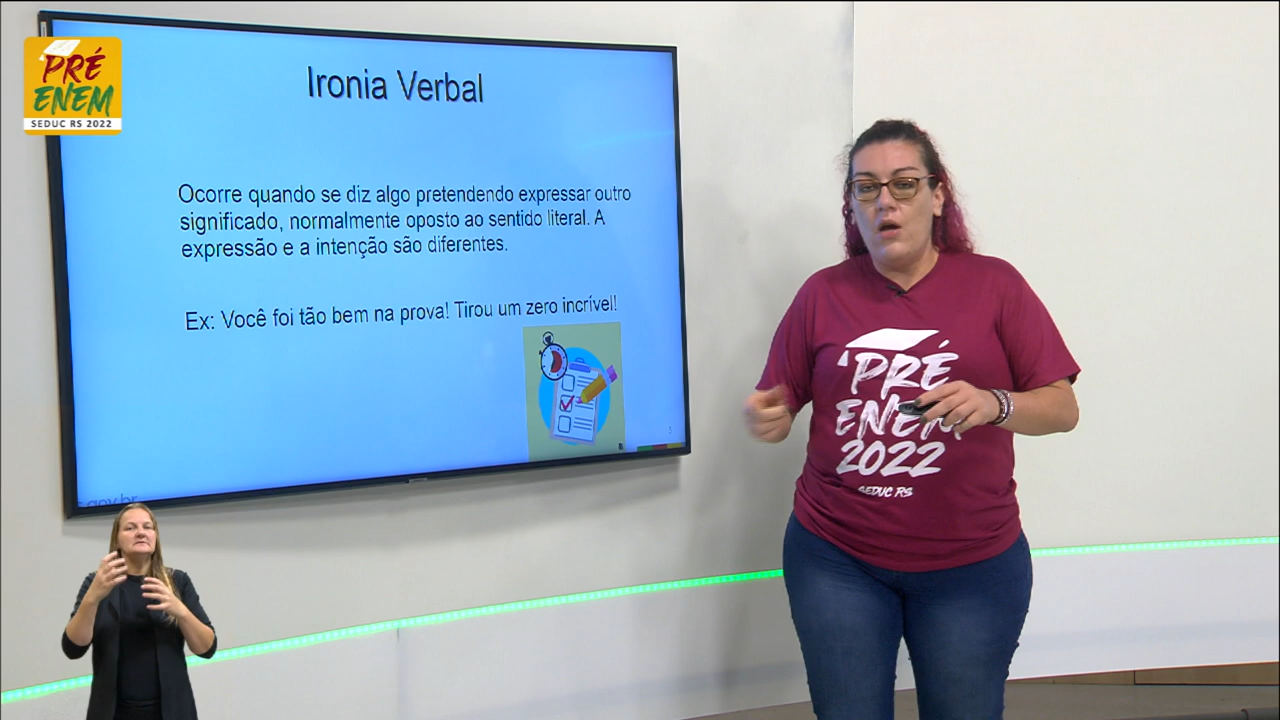 PRÉ
ENEM
SEDUC RS 2022
Ironia Verbal
Ocorre quando se diz algo pretendendo expressar outro
significado, normalmente oposto ao sentido literal. A
expressão e a intenção são diferentes.
Ex: Você foi tão bem na prova! Tirou um zero incrível!
PRÉ
ENEM
2022
SEDUC RS